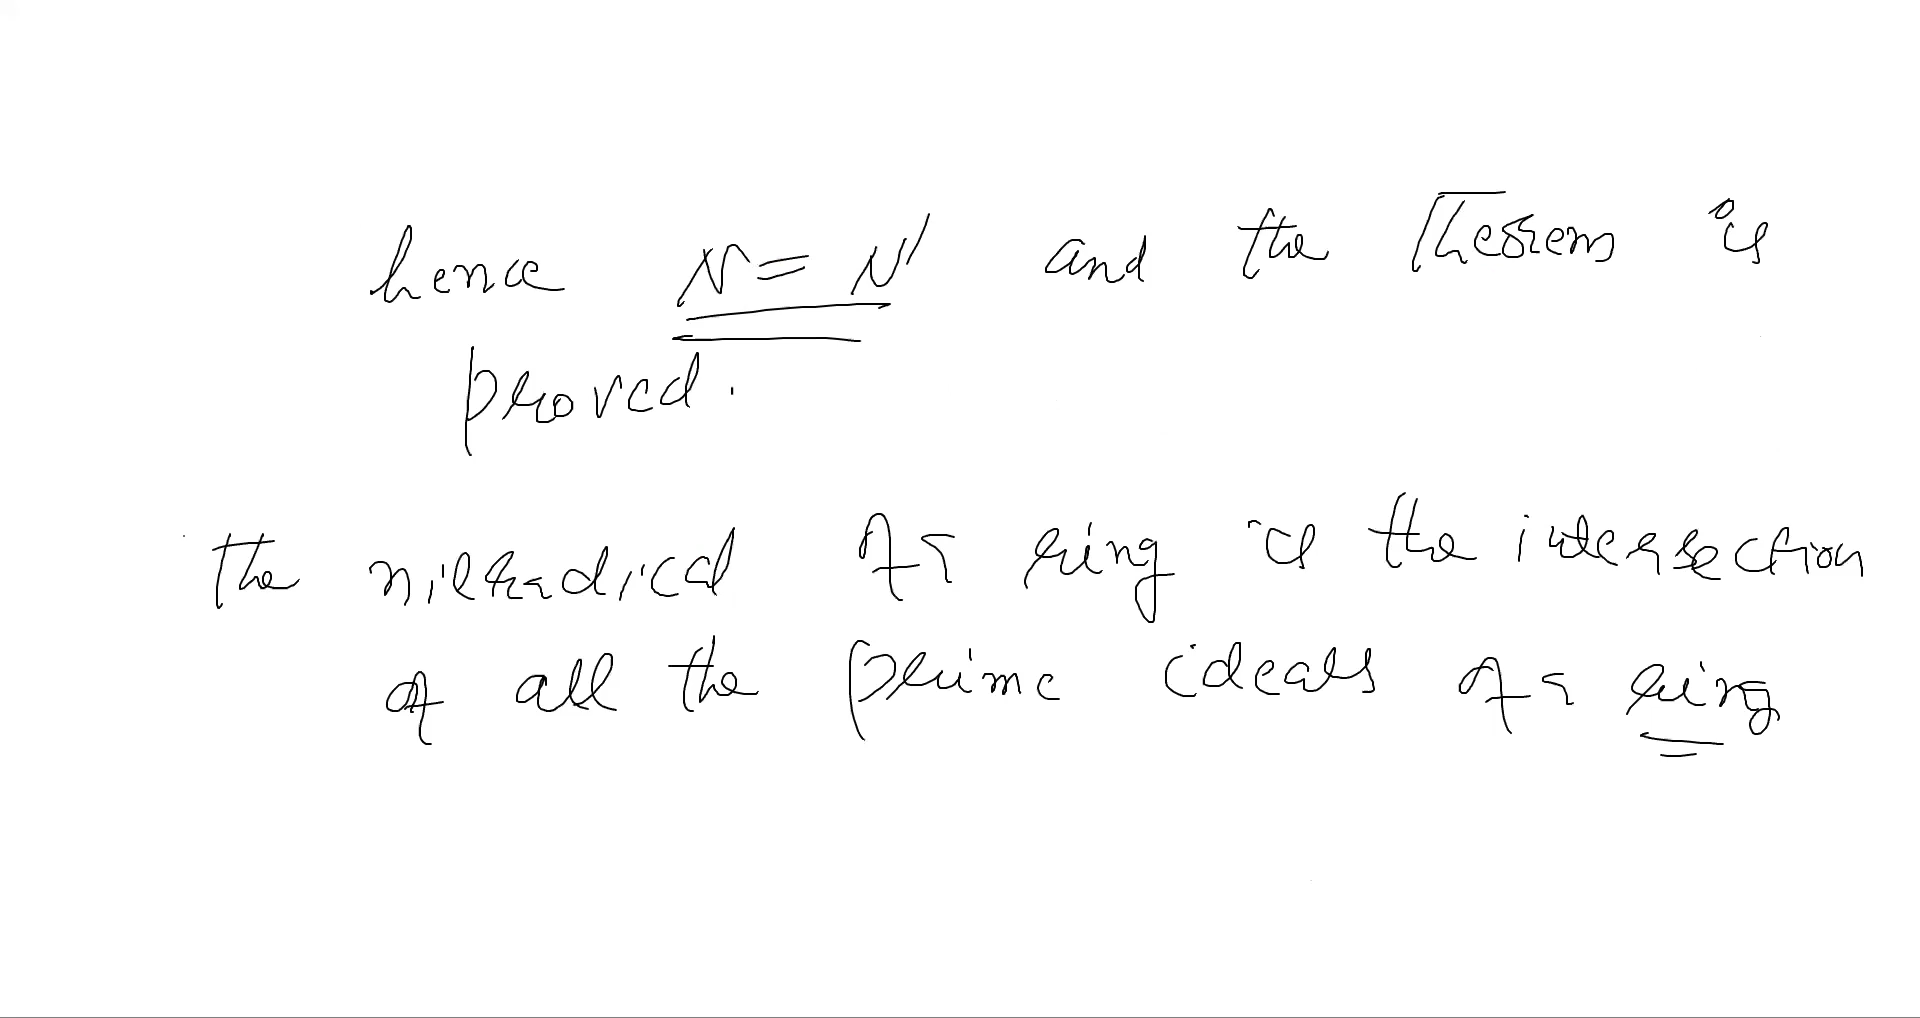 hence N = N' and the Theorem is
proved.
The nilradical of a ring is the intersection
of all the prime ideals of a ring